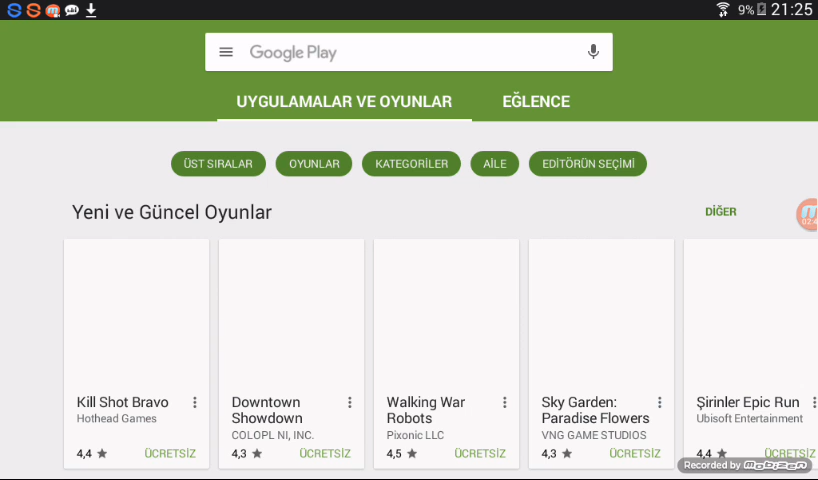 9% 21:25
Google Play
UYGULAMALAR VE OYUNLAR EĞLENCE
ÜST SIRALAR OYUNLAR KATEGORİLER AİLE EDİTÖRÜN SEÇİMİ
Yeni ve Güncel Oyunlar DİĞER
Kill Shot Bravo
Hothead Games
4,4 ★ ÜCRETSİZ
Downtown
Showdown
COLOPL NI, INC.
4,3 ★ ÜCRETSİZ
Walking War
Robots
Pixonic LLC
4,5 ★ ÜCRETSİZ
Sky Garden:
Paradise Flowers
VNG GAME STUDIOS
4,3 ★ ÜCRETSİZ
Şirinler Epic Run
Ubisoft Entertainment
4,4 ★ ÜCRETSİZ
Recorded by MOBIZEN